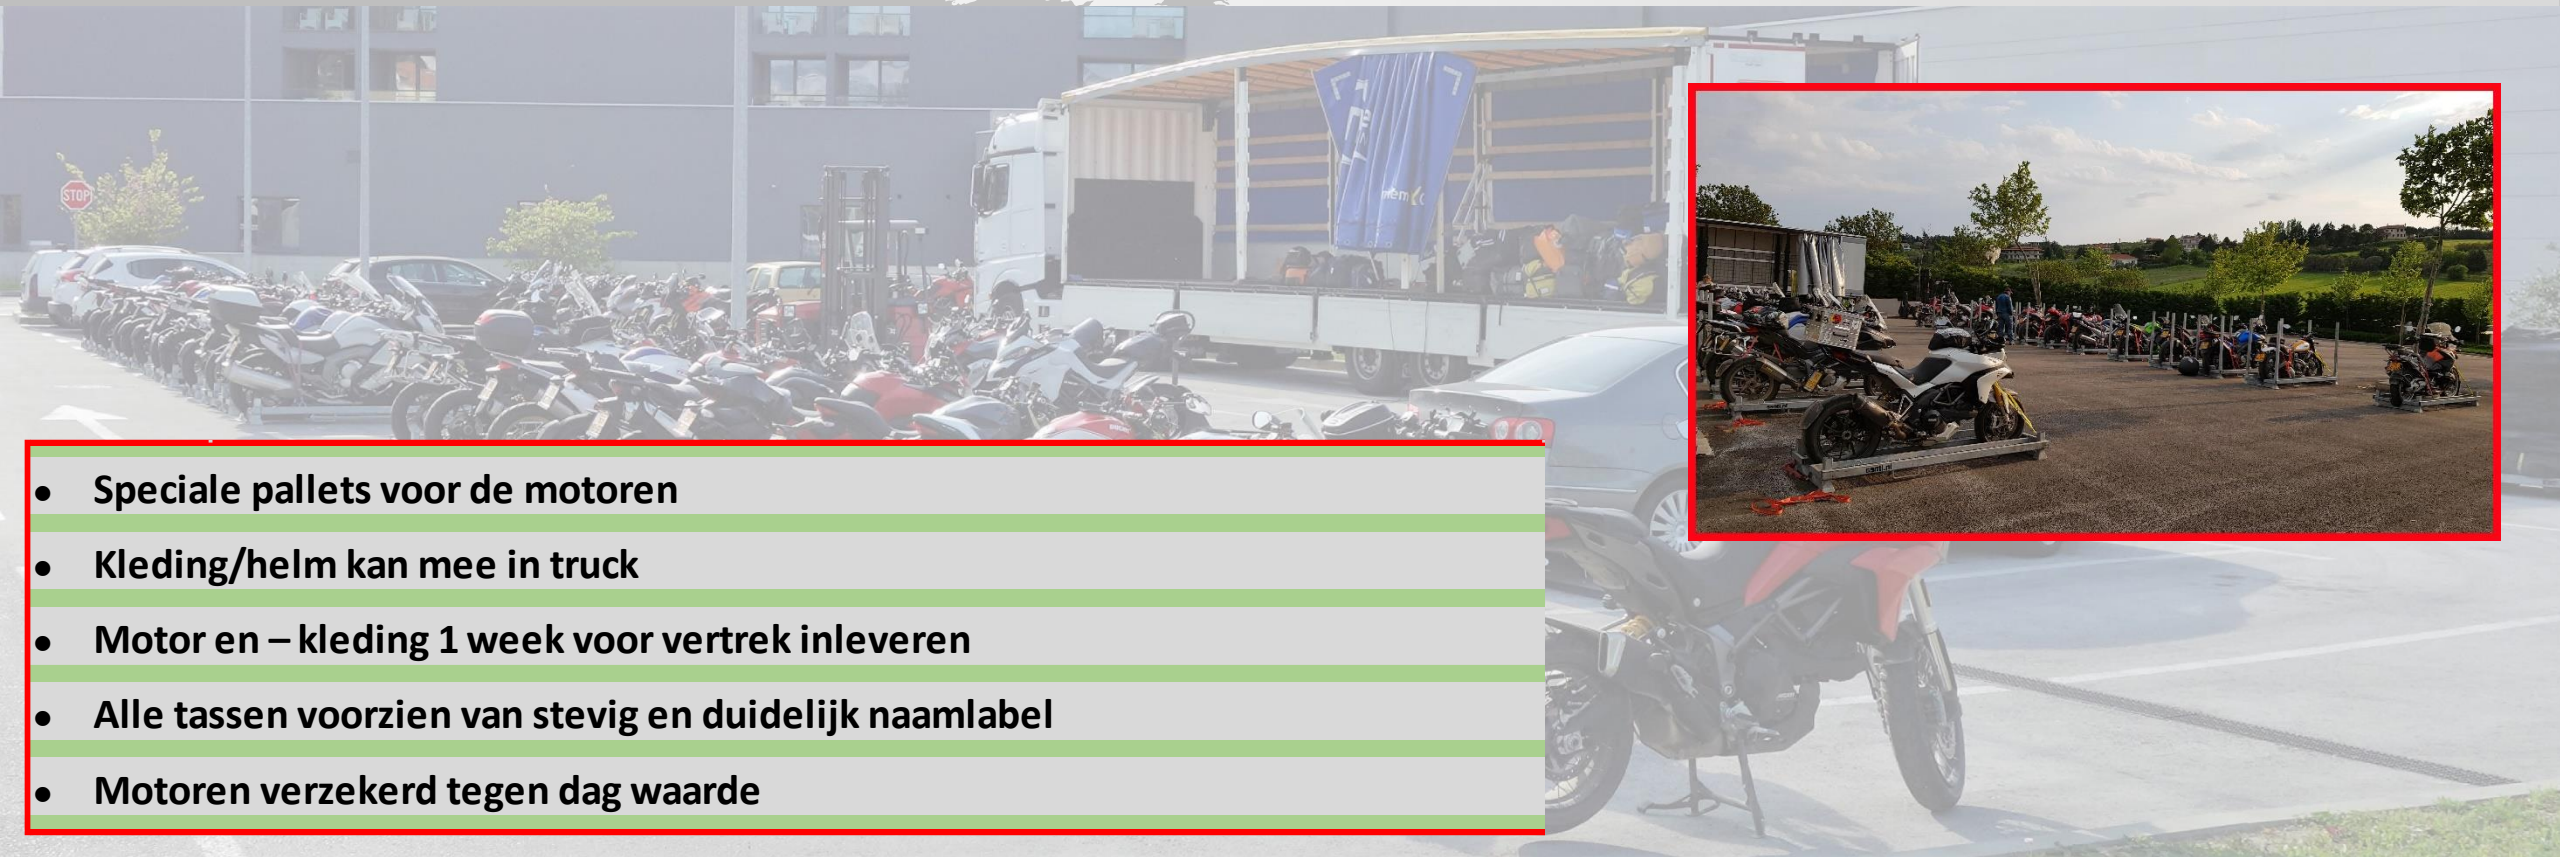 STOP
● Speciale pallets voor de motoren
● Kleding/helm kan mee in truck
● Motor en – kleding 1 week voor vertrek inleveren
● Alle tassen voorzien van stevig en duidelijk naamlabel
● Motoren verzekerd tegen dag waarde